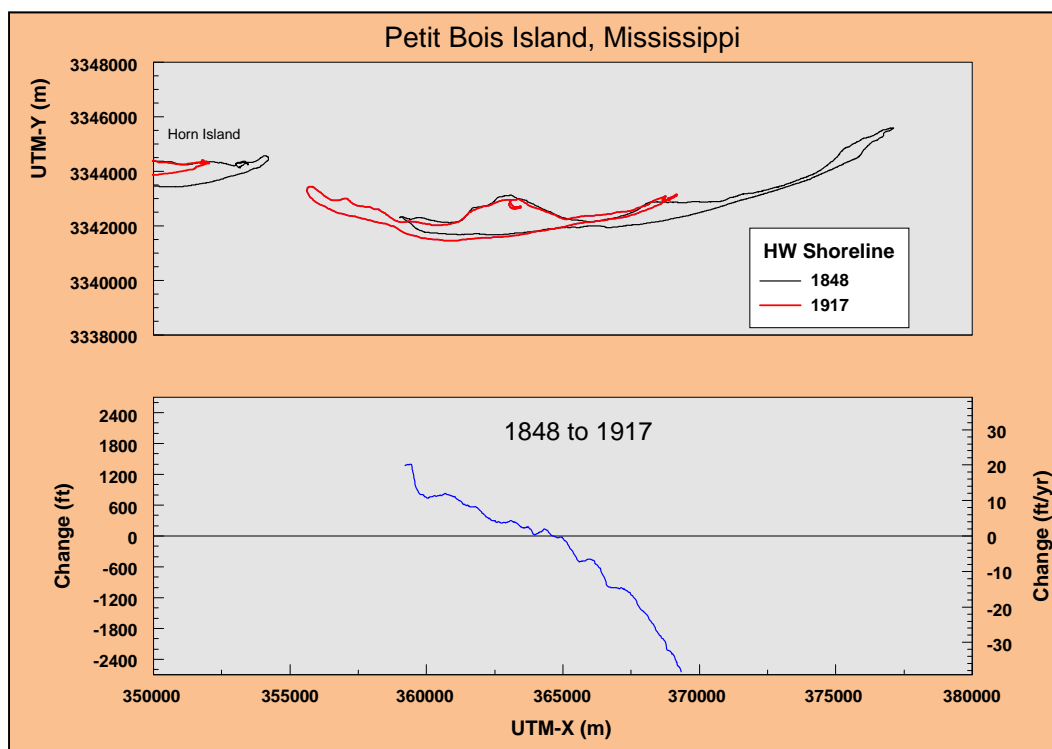 Petit Bois Island, Mississippi
UTM-Y (m)
3348000
3346000
3344000
3342000
3340000
3338000
Horn Island
HW Shoreline
1848
1917
1848 to 1917
Change (ft)
2400
1800
1200
600
0
-600
-1200
-1800
-2400
30
20
10
0
-10
-20
-30
Change (ft/yr)
350000 355000 360000 365000 370000 375000 380000
UTM-X (m)